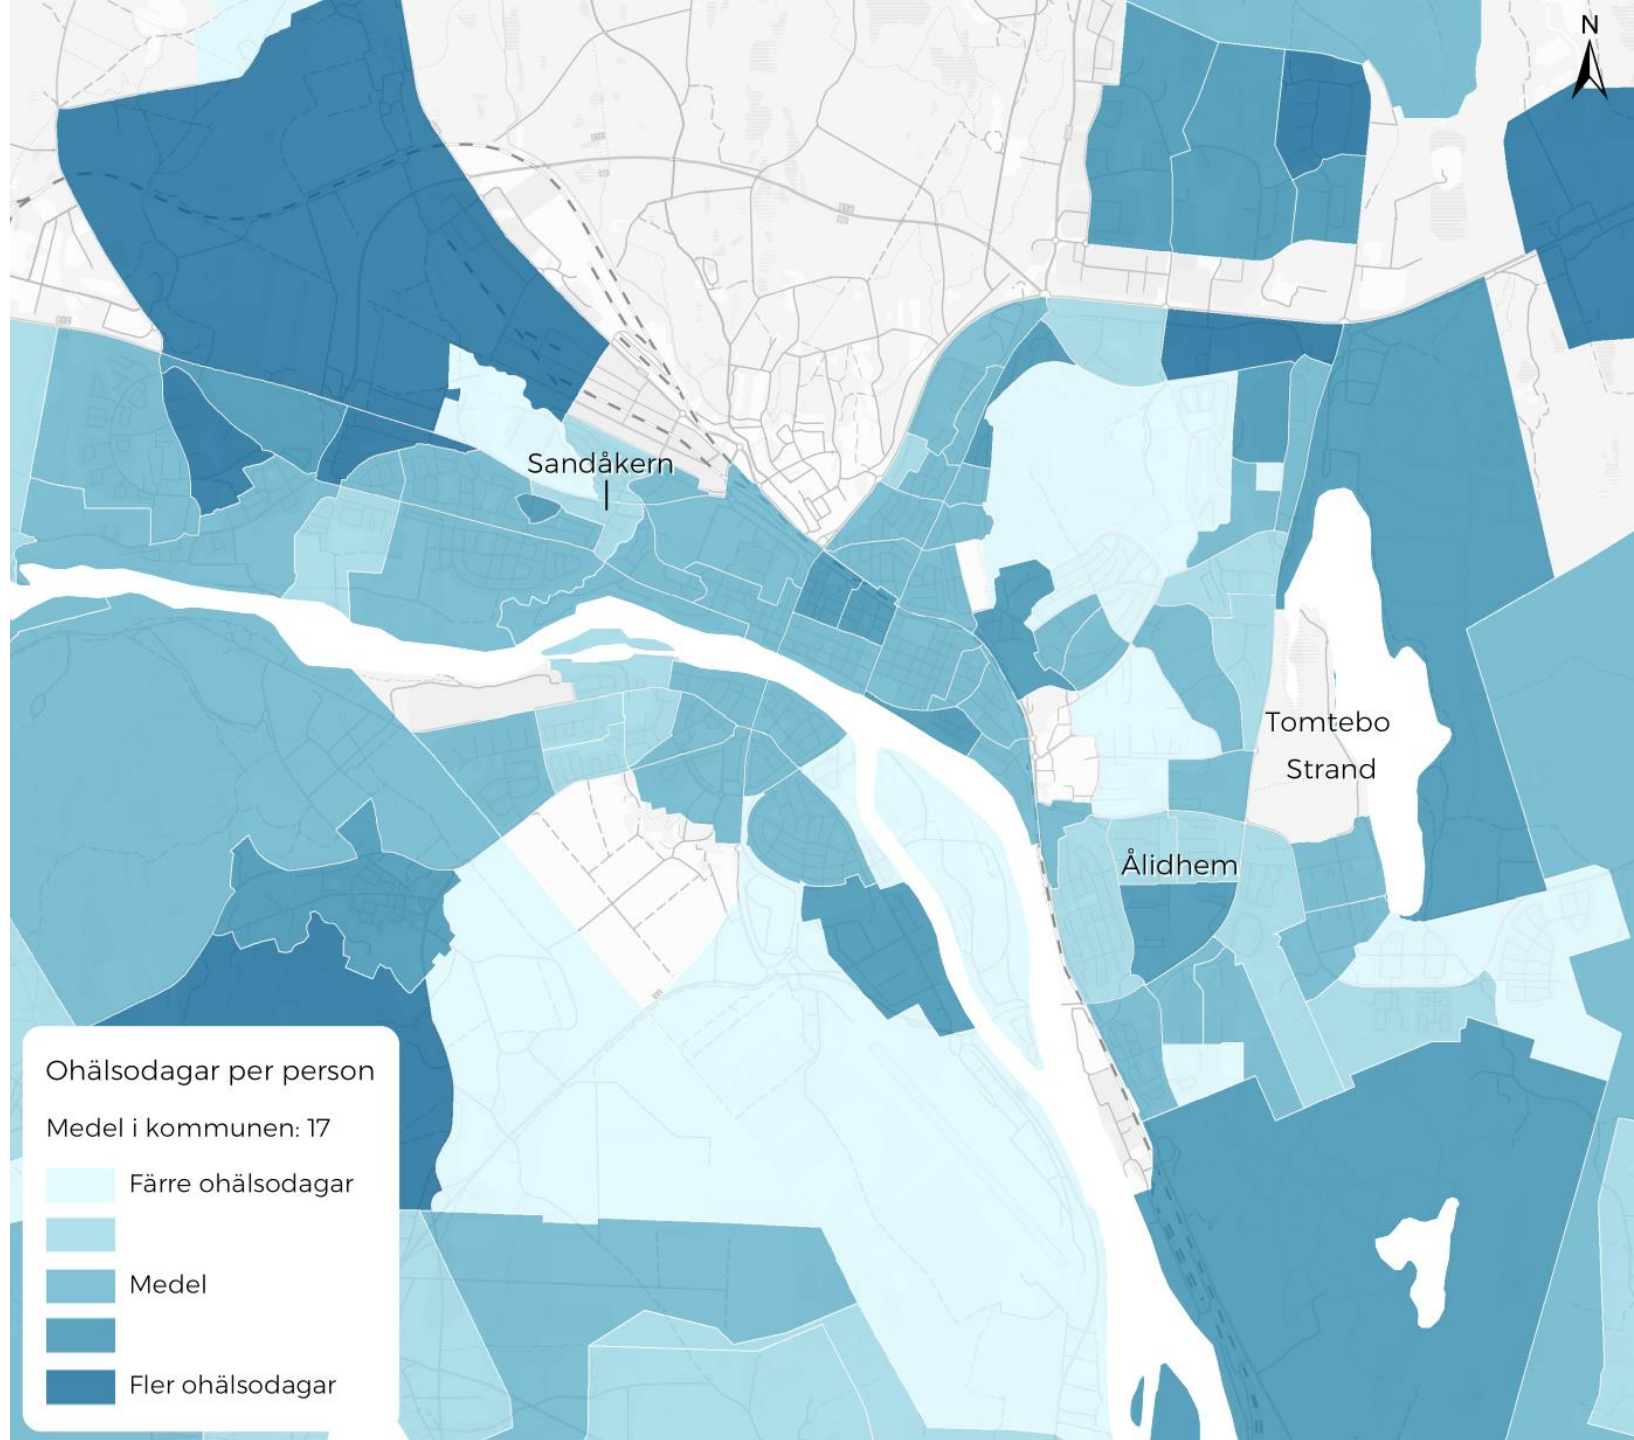 N
Sandåkern
Tomtebo
Strand
Ålidhem
Ohälsodagar per person
Medel i kommunen: 17
Färre ohälsodagar
Medel
Fler ohälsodagar